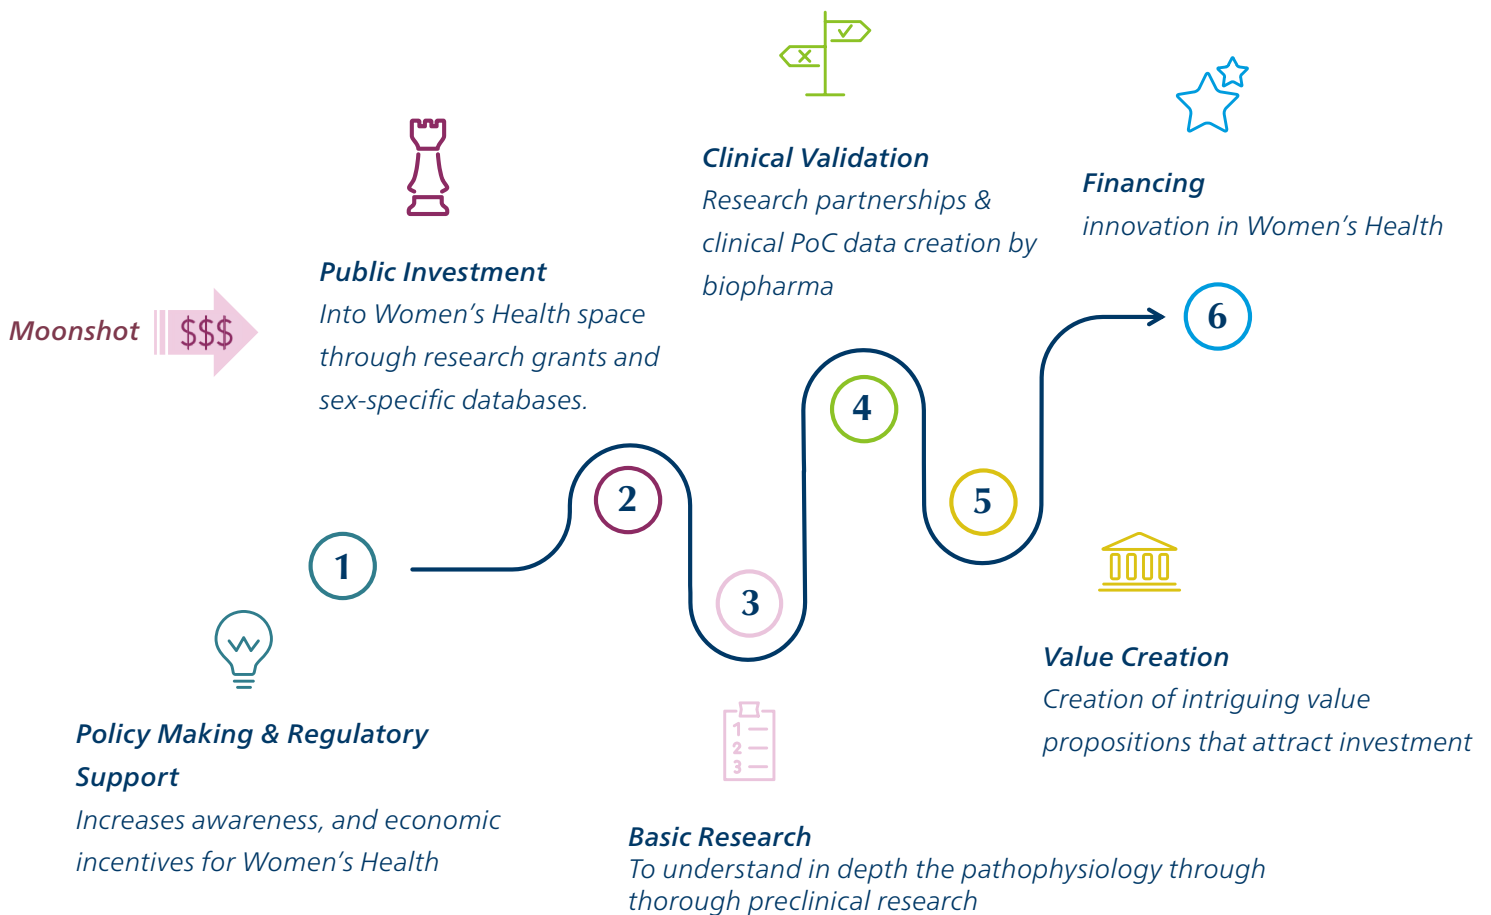 Moonshot
$$$
1
Policy Making & Regulatory
Support
Increases awareness, and economic
incentives for Women's Health
Public Investment
Into Women's Health space
through research grants and
sex-specific databases.
2
3
1
2
3
Basic Research
To understand in depth the pathophysiology through
thorough preclinical research
Clinical Validation
Research partnerships &
clinical PoC data creation by
biopharma
4
5
Value Creation
Creation of intriguing value
propositions that attract investment
Financing
innovation in Women's Health
6